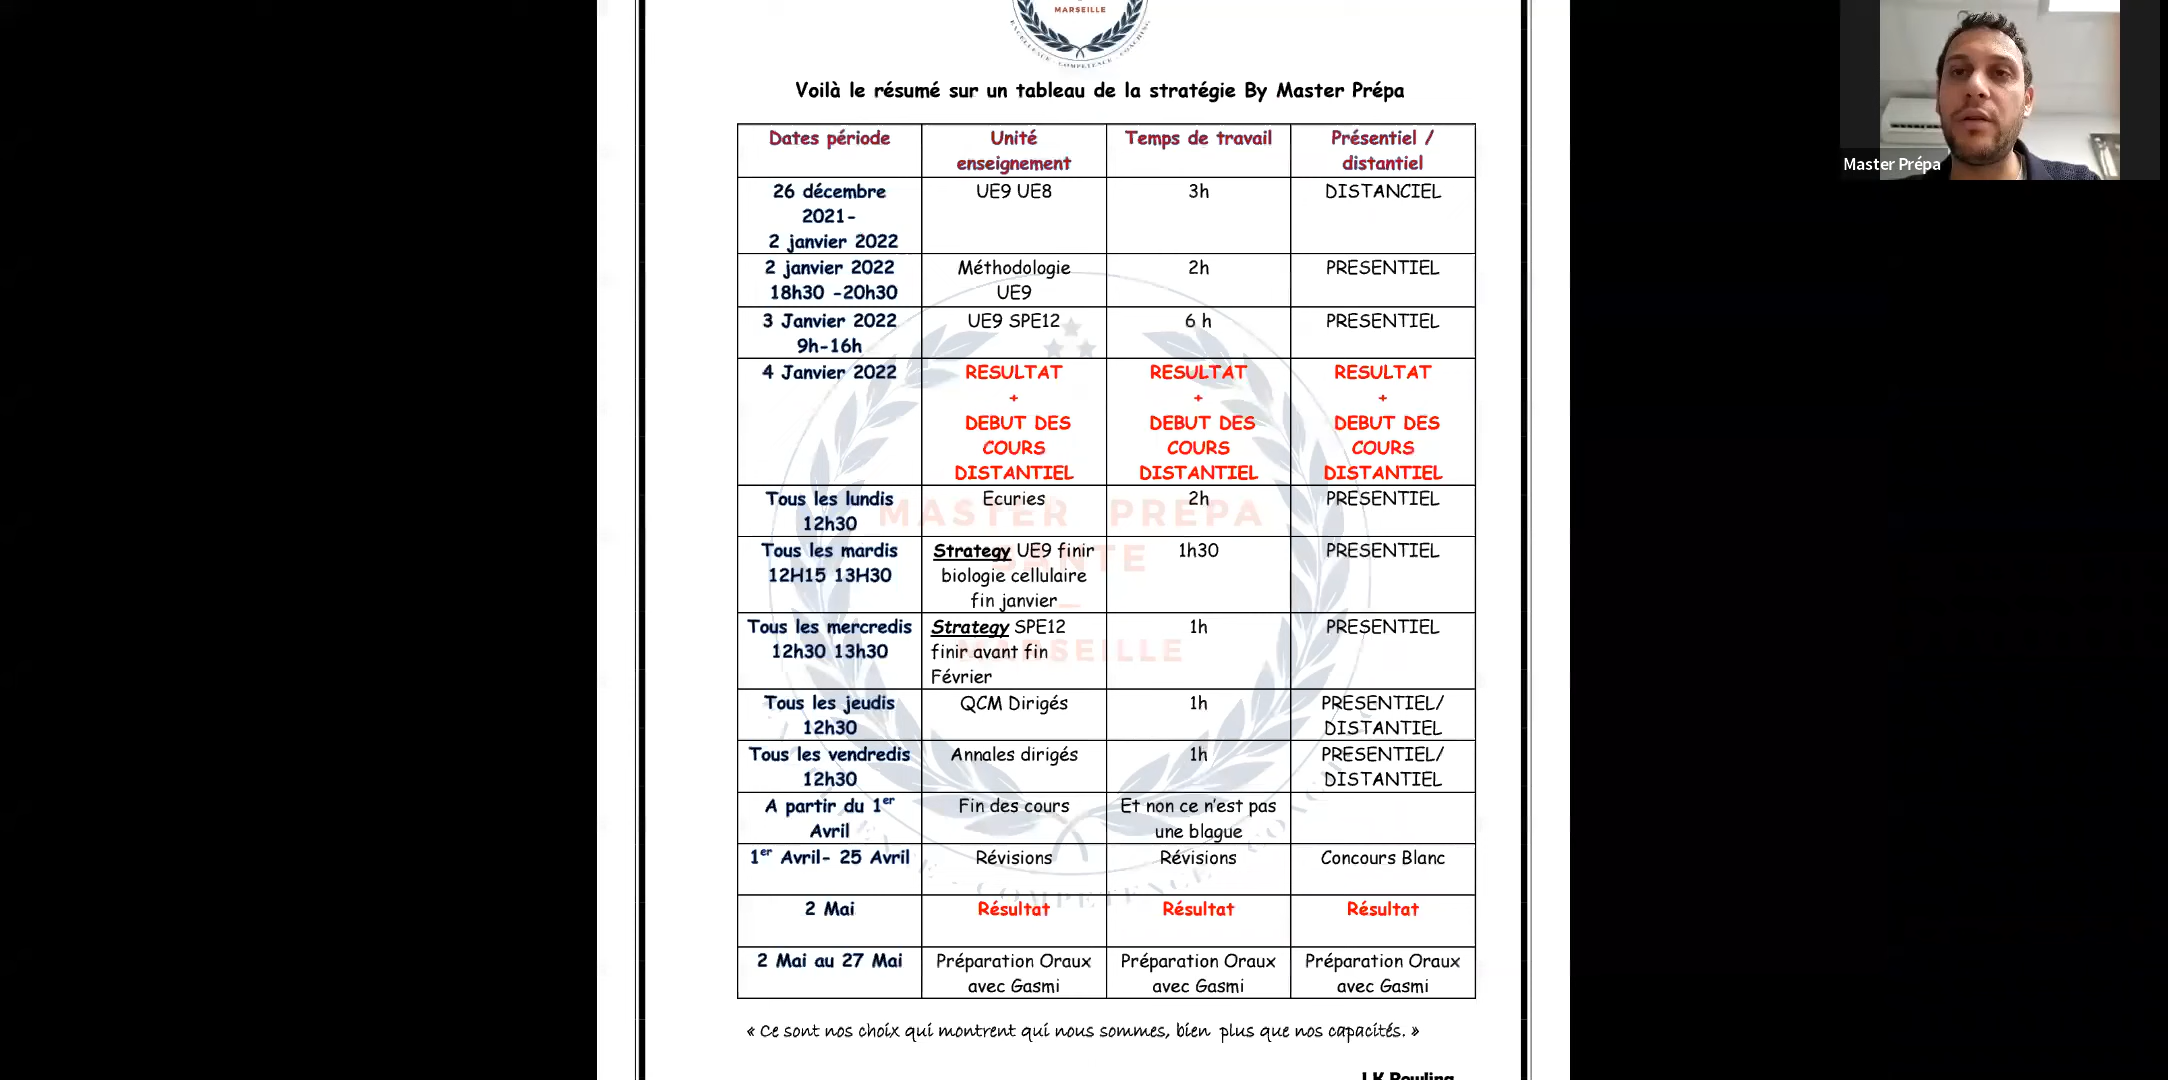 MARSEILLE
EXCELLENCE - COMPETENCE - COACHING
Voilà le résumé sur un tableau de la stratégie By Master Prépa
Master Prépa
Dates période
Unité
enseignement
Temps de travail
Présentiel /
distantiel
26 décembre
2021-
2 janvier 2022
UE9 UE8
3h
DISTANCIEL
2 janvier 2022
18h30 -20h30
Méthodologie
UE9
2h
PRESENTIEL
3 Janvier 2022
9h-16h
UE9 SPE12
6 h
PRESENTIEL
4 Janvier 2022
RESULTAT
+
DEBUT DES
COURS
DISTANTIEL
RESULTAT
+
DEBUT DES
COURS
DISTANTIEL
RESULTAT
+
DEBUT DES
COURS
DISTANTIEL
Tous les lundis
12h30
Ecuries
2h
PRESENTIEL
Tous les mardis
12H15 13H30
Strategy UE9 finir
biologie cellulaire
fin janvier
1h30
PRESENTIEL
Tous les mercredis
12h30 13h30
Strategy SPE12
finir avant fin
Février
1h
PRESENTIEL
Tous les jeudis
12h30
QCM Dirigés
1h
PRESENTIEL/
DISTANTIEL
Tous les vendredis
12h30
Annales dirigés
1h
PRESENTIEL/
DISTANTIEL
A partir du 1er
Avril
Fin des cours
Et non ce n'est pas
une blague
1er Avril- 25 Avril
Révisions
Révisions
Concours Blanc
2 Mai
Résultat
Résultat
Résultat
2 Mai au 27 Mai
Préparation Oraux
avec Gasmi
Préparation Oraux
avec Gasmi
Préparation Oraux
avec Gasmi
MASTER PREPA
SANTE
MARSEILLE
« Ce sont nos choix qui montrent qui nous sommes, bien plus que nos capacités. »